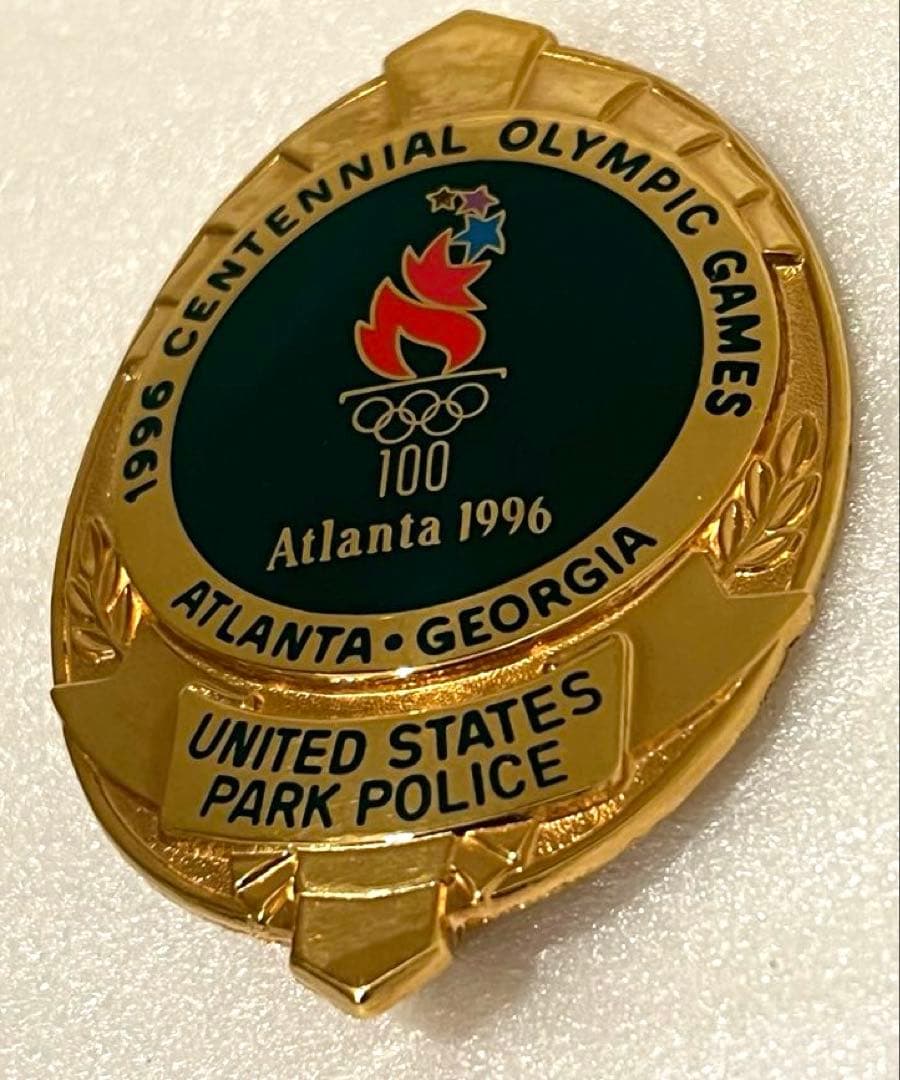 1996 CENTENNIAL OLYMPIC GAMES
100
Atlanta 1996
ATLANTA • GEORGIA
UNITED STATES
PARK POLICE